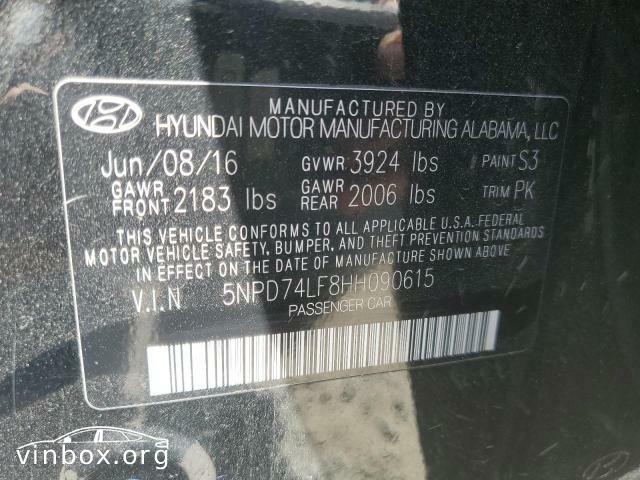 MANUFACTURED BY
HYUNDAI MOTOR MANUFACTURING ALABAMA, LLC
Jun/08/16 GVWR 3924 lbs PAINT S3
GAWR FRONT 2183 lbs GAWR REAR 2006 lbs TRIM PK
THIS VEHICLE CONFORMS TO ALL APPLICABLE U.S.A. FEDERAL
MOTOR VEHICLE SAFETY, BUMPER, AND THEFT PREVENTION STANDARDS
IN EFFECT ON THE DATE OF MANUFACTURE SHOWN ABOVE
V.I.N 5NPD74LF8HH090615
PASSENGER CAR
vinbox.org